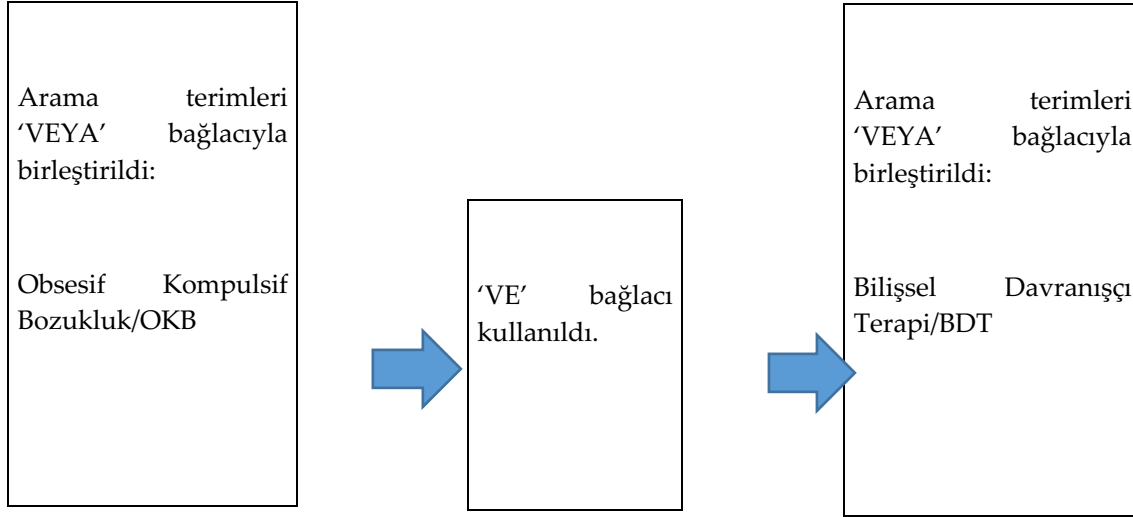 Arama terimleri
‘VEYA’ bağlacıyla
birleştirildi:
Obsesif Kompulsif
Bozukluk/OKB
‘VE’ bağlacı
kullanıldı.
Arama terimleri
‘VEYA’ bağlacıyla
birleştirildi:
Bilişsel Davranışçı
Terapi/BDT